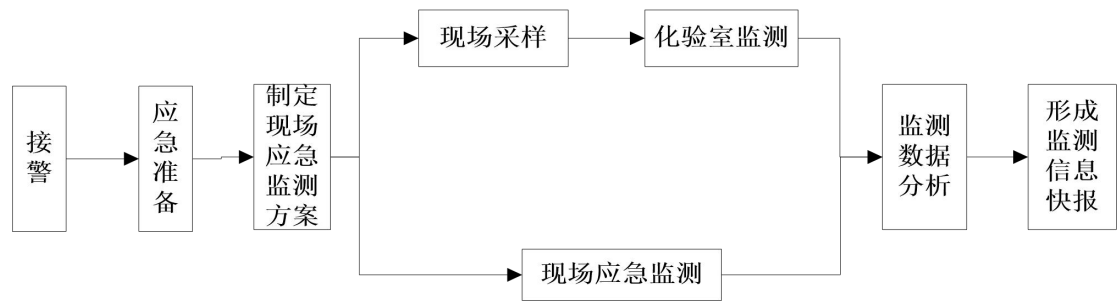 接
警
应
急
准
备
制定
现场
应急
监测
方案
现场采样
化验室监测
现场应急监测
监测
数据
分析
形成
监测
信息
快报